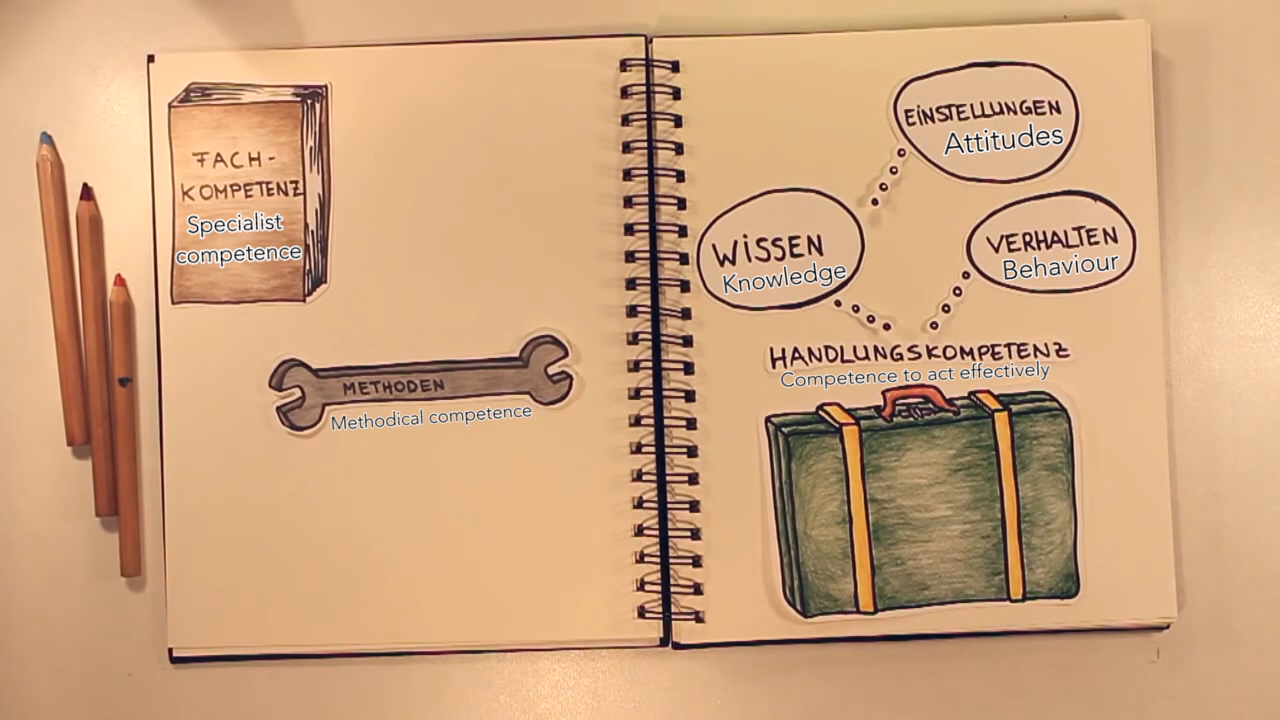 FACH-
KOMPETENZ
Specialist
competence
METHODEN
Methodical competence
EINSTELLUNGEN
Attitudes
WISSEN
Knowledge
VERHALTEN
Behaviour
HANDLUNGSKOMPETENZ
Competence to act effectively